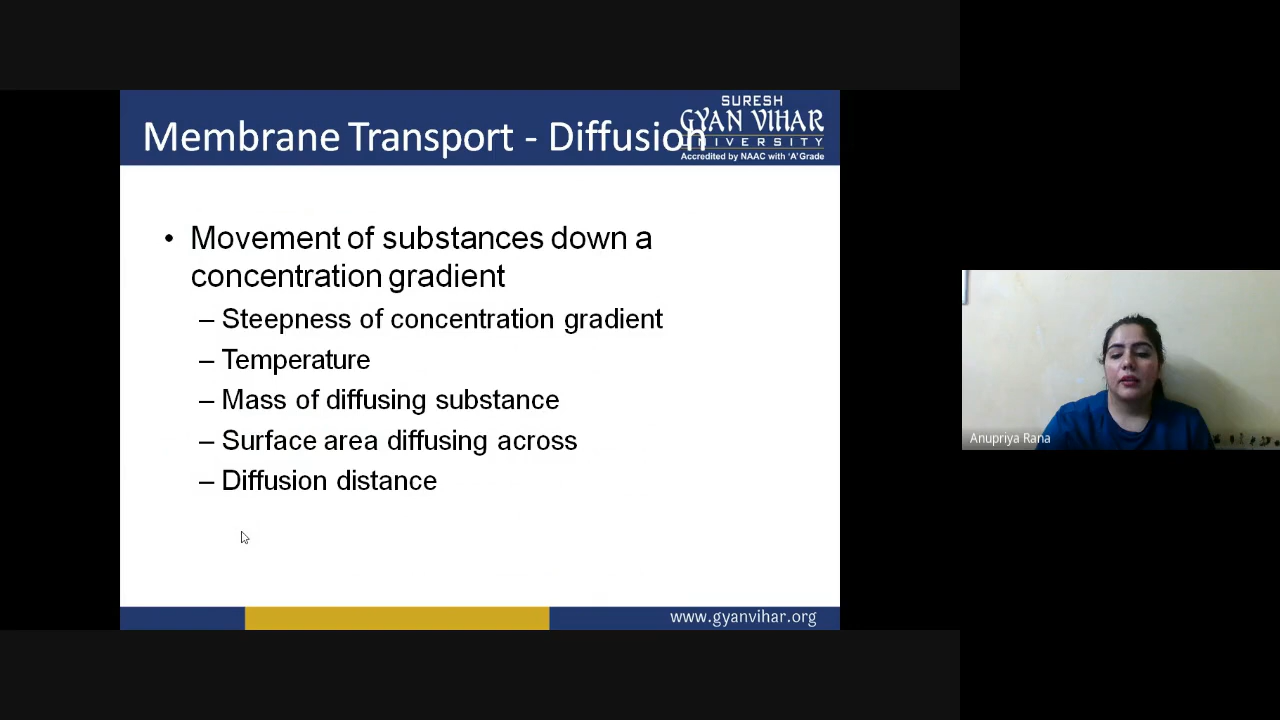 SURESH
GYAN VIHAR
UNIVERSITY
Accredited by NAAC with 'A' Grade
Membrane Transport - Diffusion
• Movement of substances down a
concentration gradient
– Steepness of concentration gradient
– Temperature
– Mass of diffusing substance
– Surface area diffusing across
– Diffusion distance
www.gyanvihar.org
Anupriya Rana